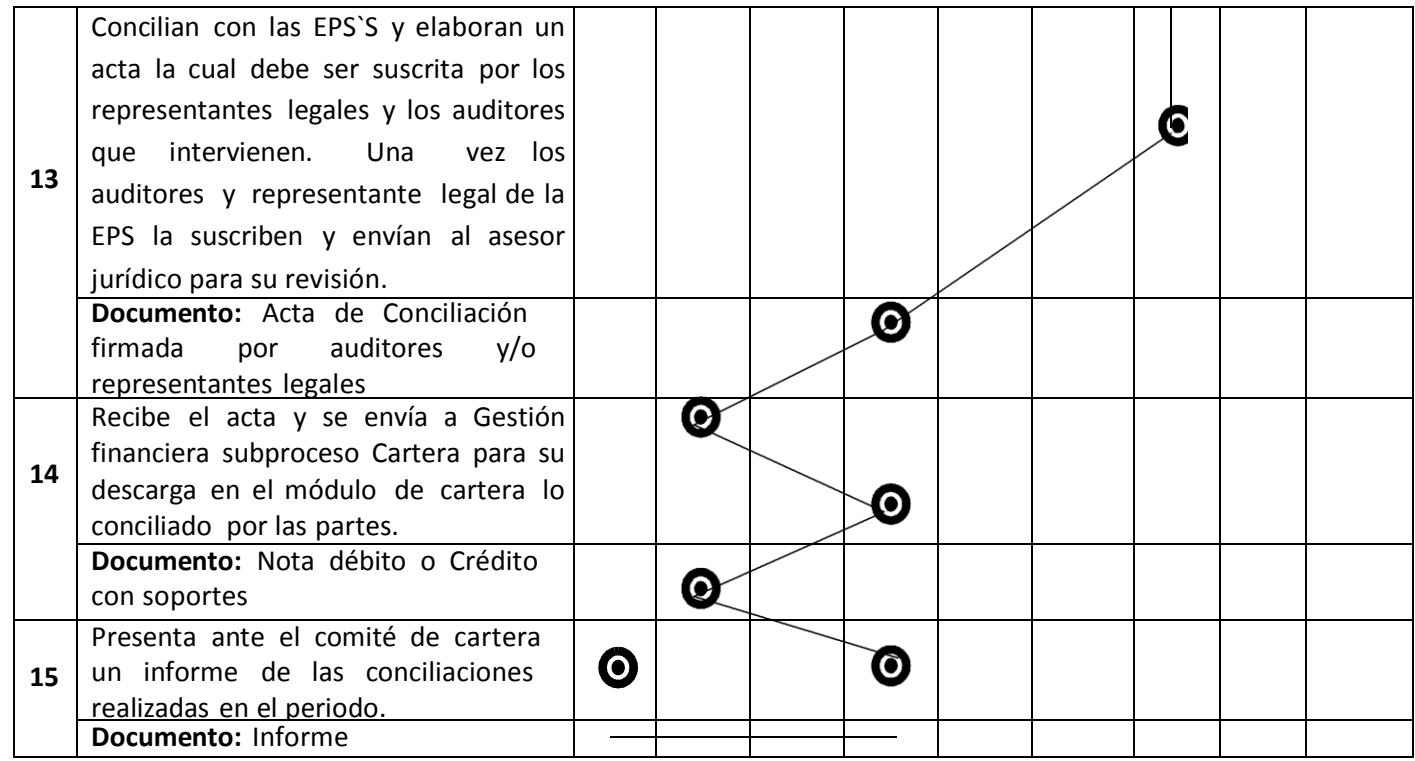 Concilian con las EPS`S y elaboran un
acta la cual debe ser suscrita por los
representantes legales y los auditores
que intervienen. Una vez los
13
auditores y representante legal de la
EPS la suscriben y envían al asesor
jurídico para su revisión.
Documento: Acta de Conciliación
firmada por auditores y/o
representantes legales
Recibe el acta y se envía a Gestión
financiera subproceso Cartera para su
14
descarga en el módulo de cartera lo
conciliado por las partes.
Documento: Nota débito o Crédito
con soportes
Presenta ante el comité de cartera
15
un informe de las conciliaciones
realizadas en el periodo.
Documento: Informe